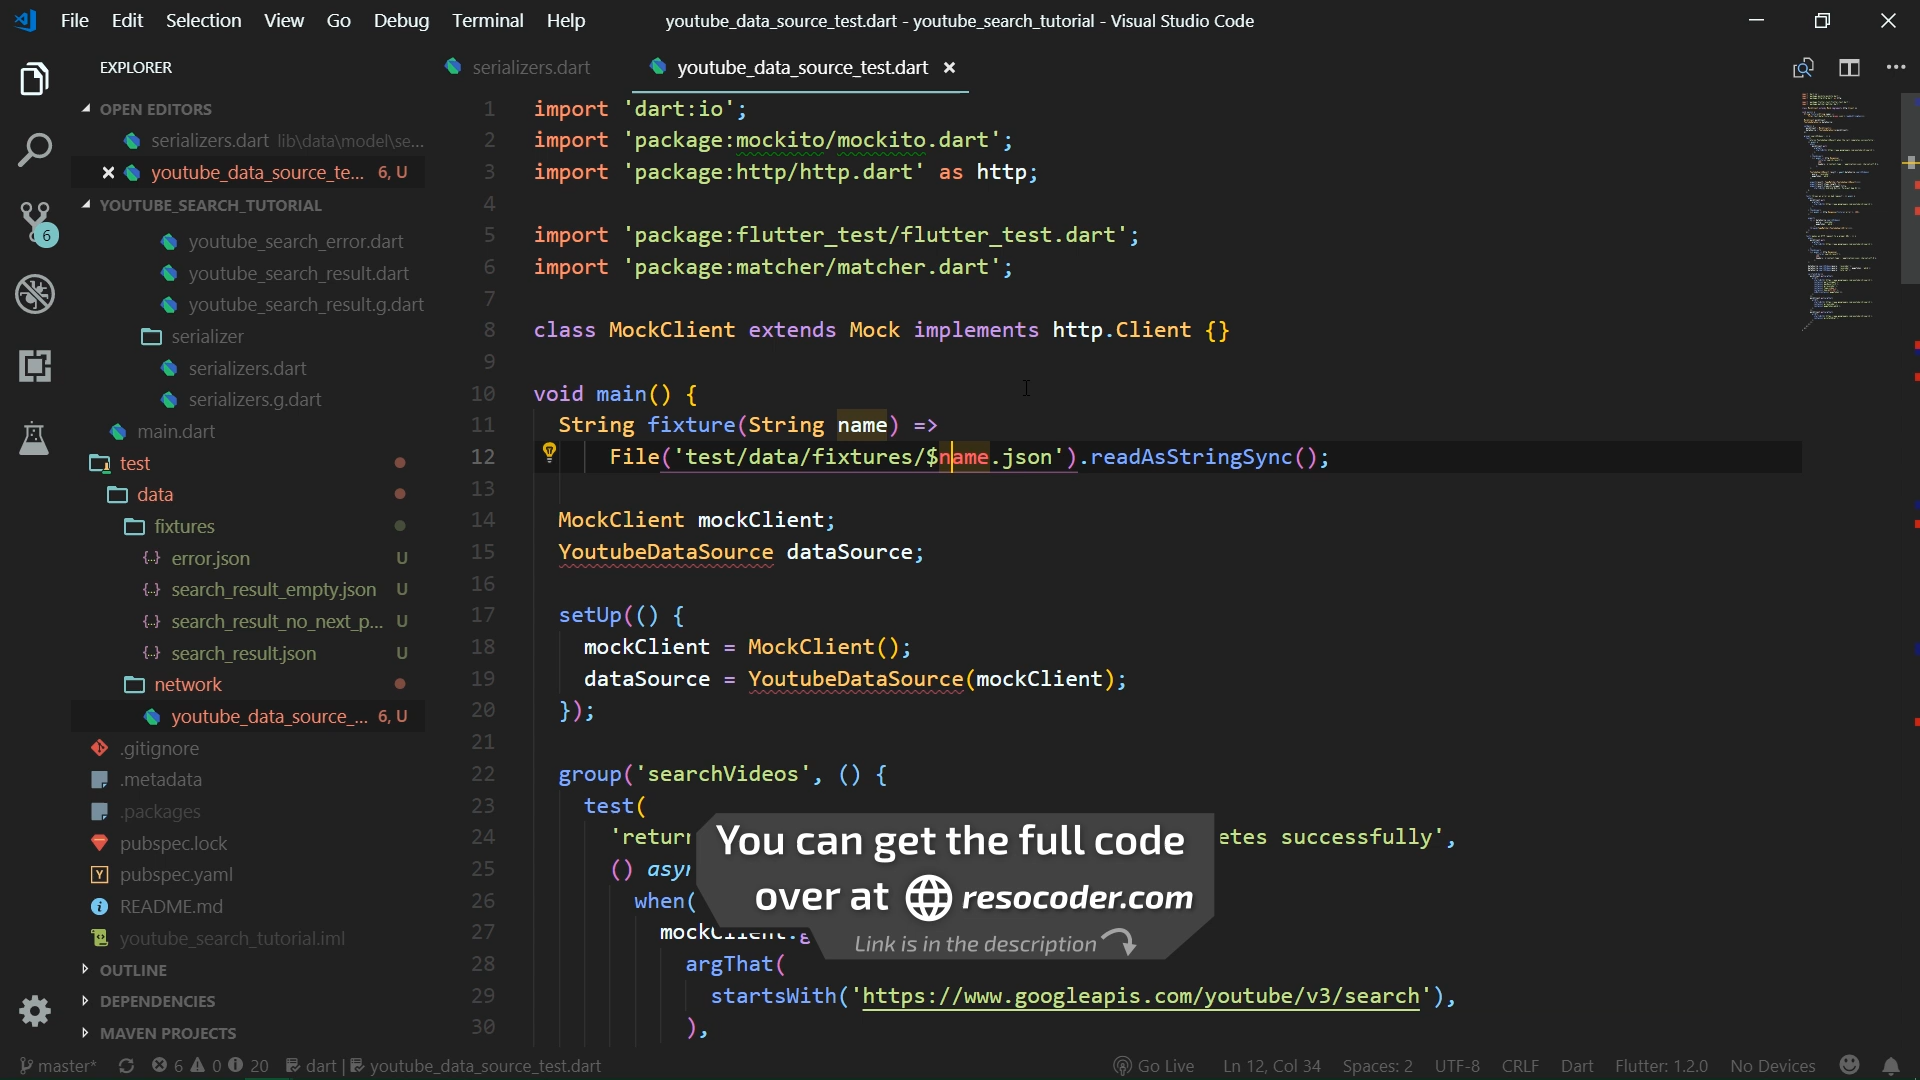 File Edit Selection View Go Debug Terminal Help
youtube_data_source_test.dart - youtube_search_tutorial - Visual Studio Code
EXPLORER
OPEN EDITORS
serializers.dart lib\data\model\se...
youtube_data_source_te... 6, U
YOUTUBE_SEARCH_TUTORIAL
youtube_search_error.dart
youtube_search_result.dart
youtube_search_result.g.dart
serializer
serializers.dart
serializers.g.dart
main.dart
test
data
fixtures
error.json U
search_result_empty.json U
search_result_no_next_p... U
search_result.json U
network
youtube_data_source_... 6, U
.gitignore
.metadata
.packages
pubspec.lock
pubspec.yaml
README.md
youtube_search_tutorial.iml
OUTLINE
DEPENDENCIES
MAVEN PROJECTS
6
serializers.dart
youtube_data_source_test.dart
1 import 'dart:io';
2 import 'package:mockito/mockito.dart';
3 import 'package:http/http.dart' as http;
4
5 import 'package:flutter_test/flutter_test.dart';
6 import 'package:matcher/matcher.dart';
7
8 class MockClient extends Mock implements http.Client {}
9
10 void main() {
11 String fixture(String name) =>
12 File('test/data/fixtures/$name.json').readAsStringSync();
13
14 MockClient mockClient;
15 YoutubeDataSource dataSource;
16
17 setUp(() {
18 mockClient = MockClient();
19 dataSource = YoutubeDataSource(mockClient);
20 });
21
22 group('searchVideos', () {
23 test(
24 'return etes successfully',
25 () asyn
26 when(
27 mockClient.g
28 argThat(
29 startsWith('https://www.googleapis.com/youtube/v3/search'),
30 ),
You can get the full code
over at resocoder.com
Link is in the description
master* 6 0 20 dart | youtube_data_source_test.dart
Go Live Ln 12, Col 34 Spaces: 2 UTF-8 CRLF Dart Flutter: 1.2.0 No Devices